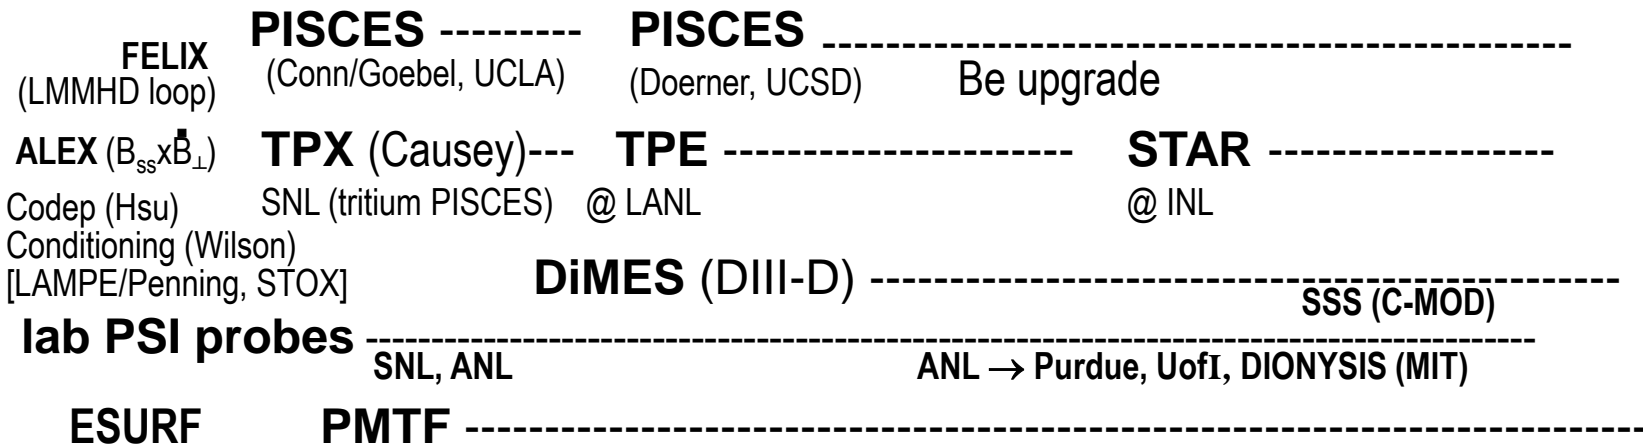 PISCES --------- PISCES -----------------------------------------------
FELIX (Conn/Goebel, UCLA) (Doerner, UCSD) Be upgrade
(LMMHD loop)
ALEX (BssxḂ⊥) TPX (Causey)--- TPE ---------------------- STAR ------------------
SNL (tritium PISCES) @ LANL @ INL
Codep (Hsu)
Conditioning (Wilson)
[LAMPE/Penning, STOX] DiMES (DIII-D) -----------------------------------------------
SSS (C-MOD)
lab PSI probes ------------------------------------------------------------------------------------------
SNL, ANL ANL → Purdue, UofI, DIONYSIS (MIT)
ESURF PMTF --------------------------------------------------------------------------